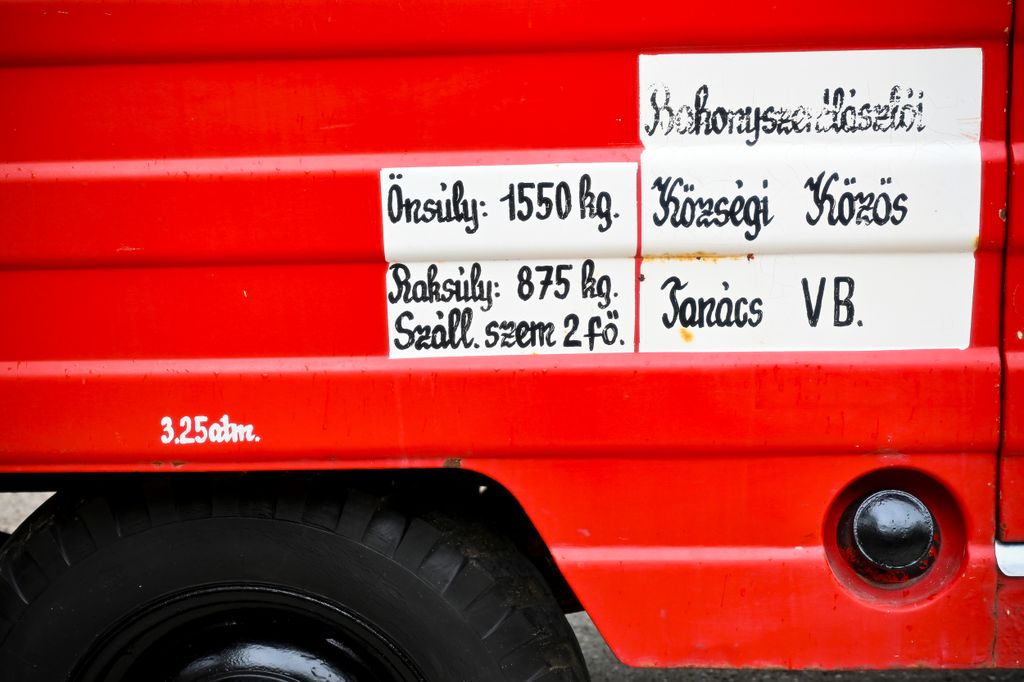 Bakonyszentlászlói
Községi Közös
Tanács VB.
Önsúly: 1550 kg.
Raksúly: 875 kg.
Száll. szem 2 fő.
3.25 atm.